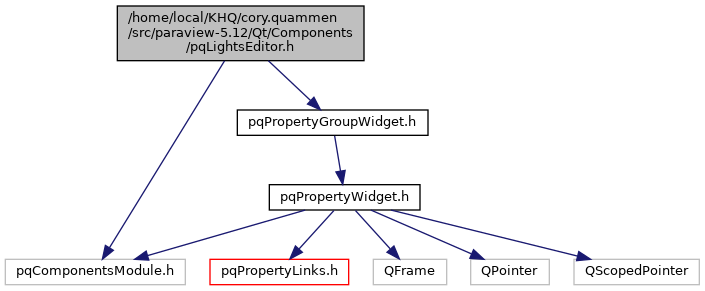 /home/local/KHQ/cory.quammen
/src/paraview-5.12/Qt/Components
/pqLightsEditor.h
pqPropertyGroupWidget.h
pqPropertyWidget.h
pqComponentsModule.h
pqPropertyLinks.h
QFrame
QPointer
QScopedPointer